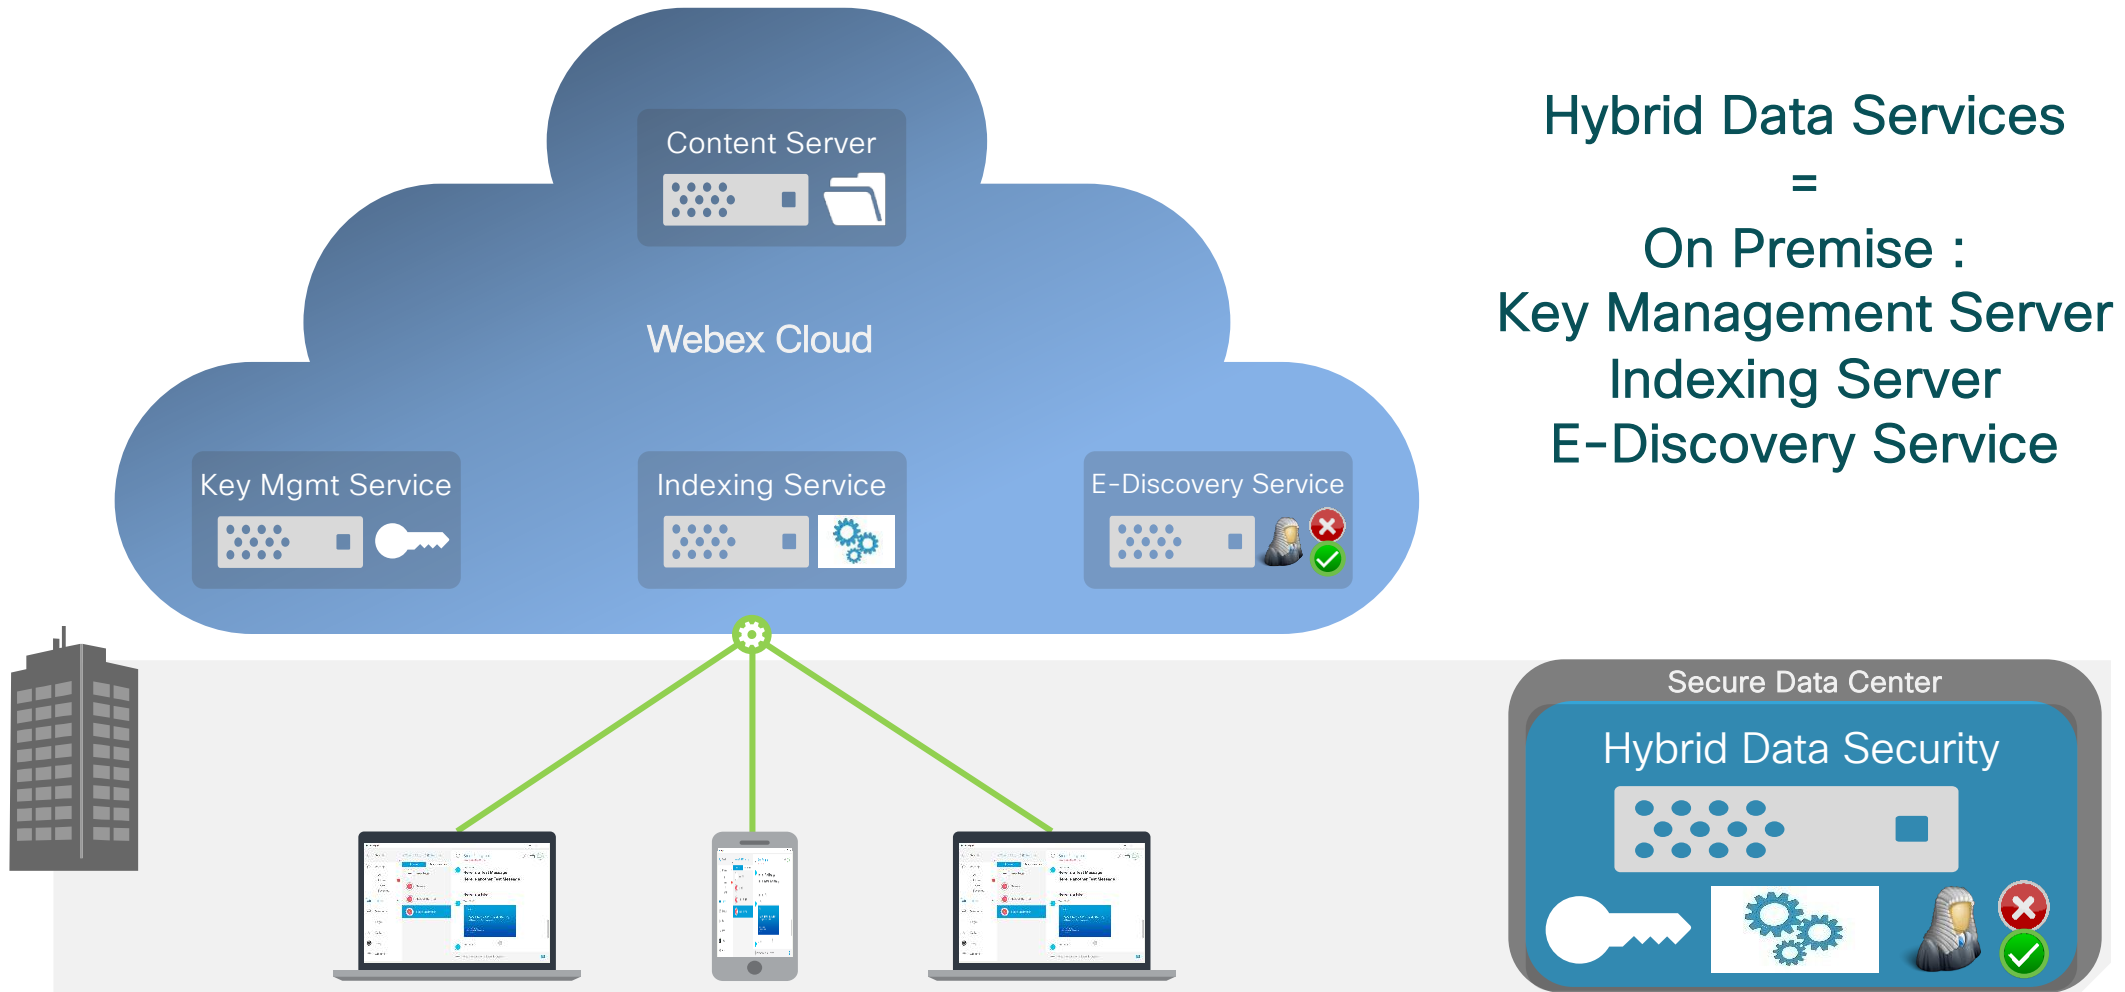 Content Server
Webex Cloud
Key Mgmt Service
Indexing Service
E-Discovery Service
Hybrid Data Services
=
On Premise :
Key Management Server
Indexing Server
E-Discovery Service
Secure Data Center
Hybrid Data Security